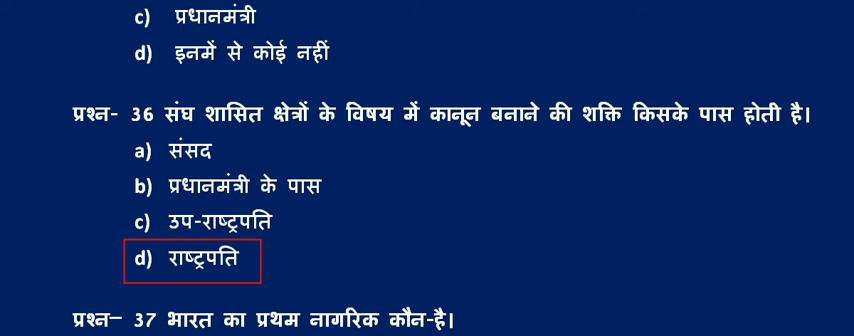 c) प्रधानमंत्री
d) इनमें से कोई नहीं
प्रश्न- 36 संघ शासित क्षेत्रों के विषय में कानून बनाने की शक्ति किसके पास होती है।
a) संसद
b) प्रधानमंत्री के पास
c) उप-राष्ट्रपति
d) राष्ट्रपति
प्रश्न– 37 भारत का प्रथम नागरिक कौन-है।